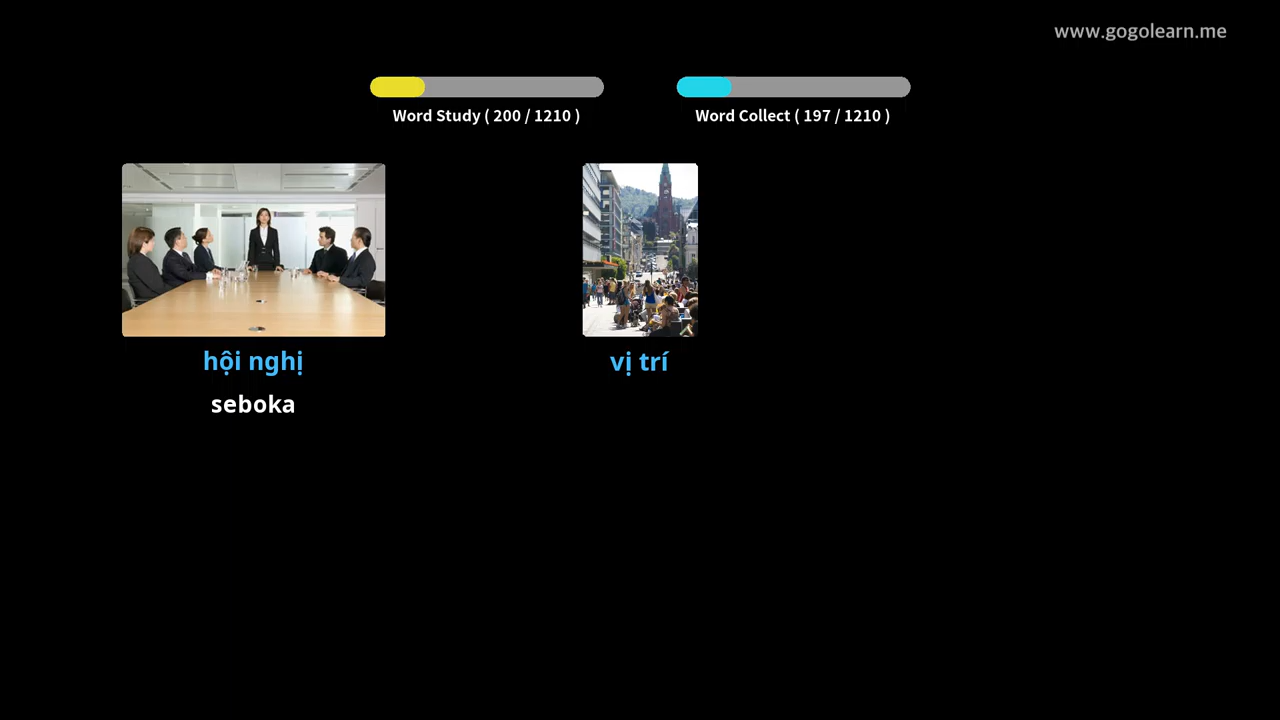 www.gogolearn.me
Word Study ( 200 / 1210 )
Word Collect ( 197 / 1210 )
hội nghị
vị trí
seboka